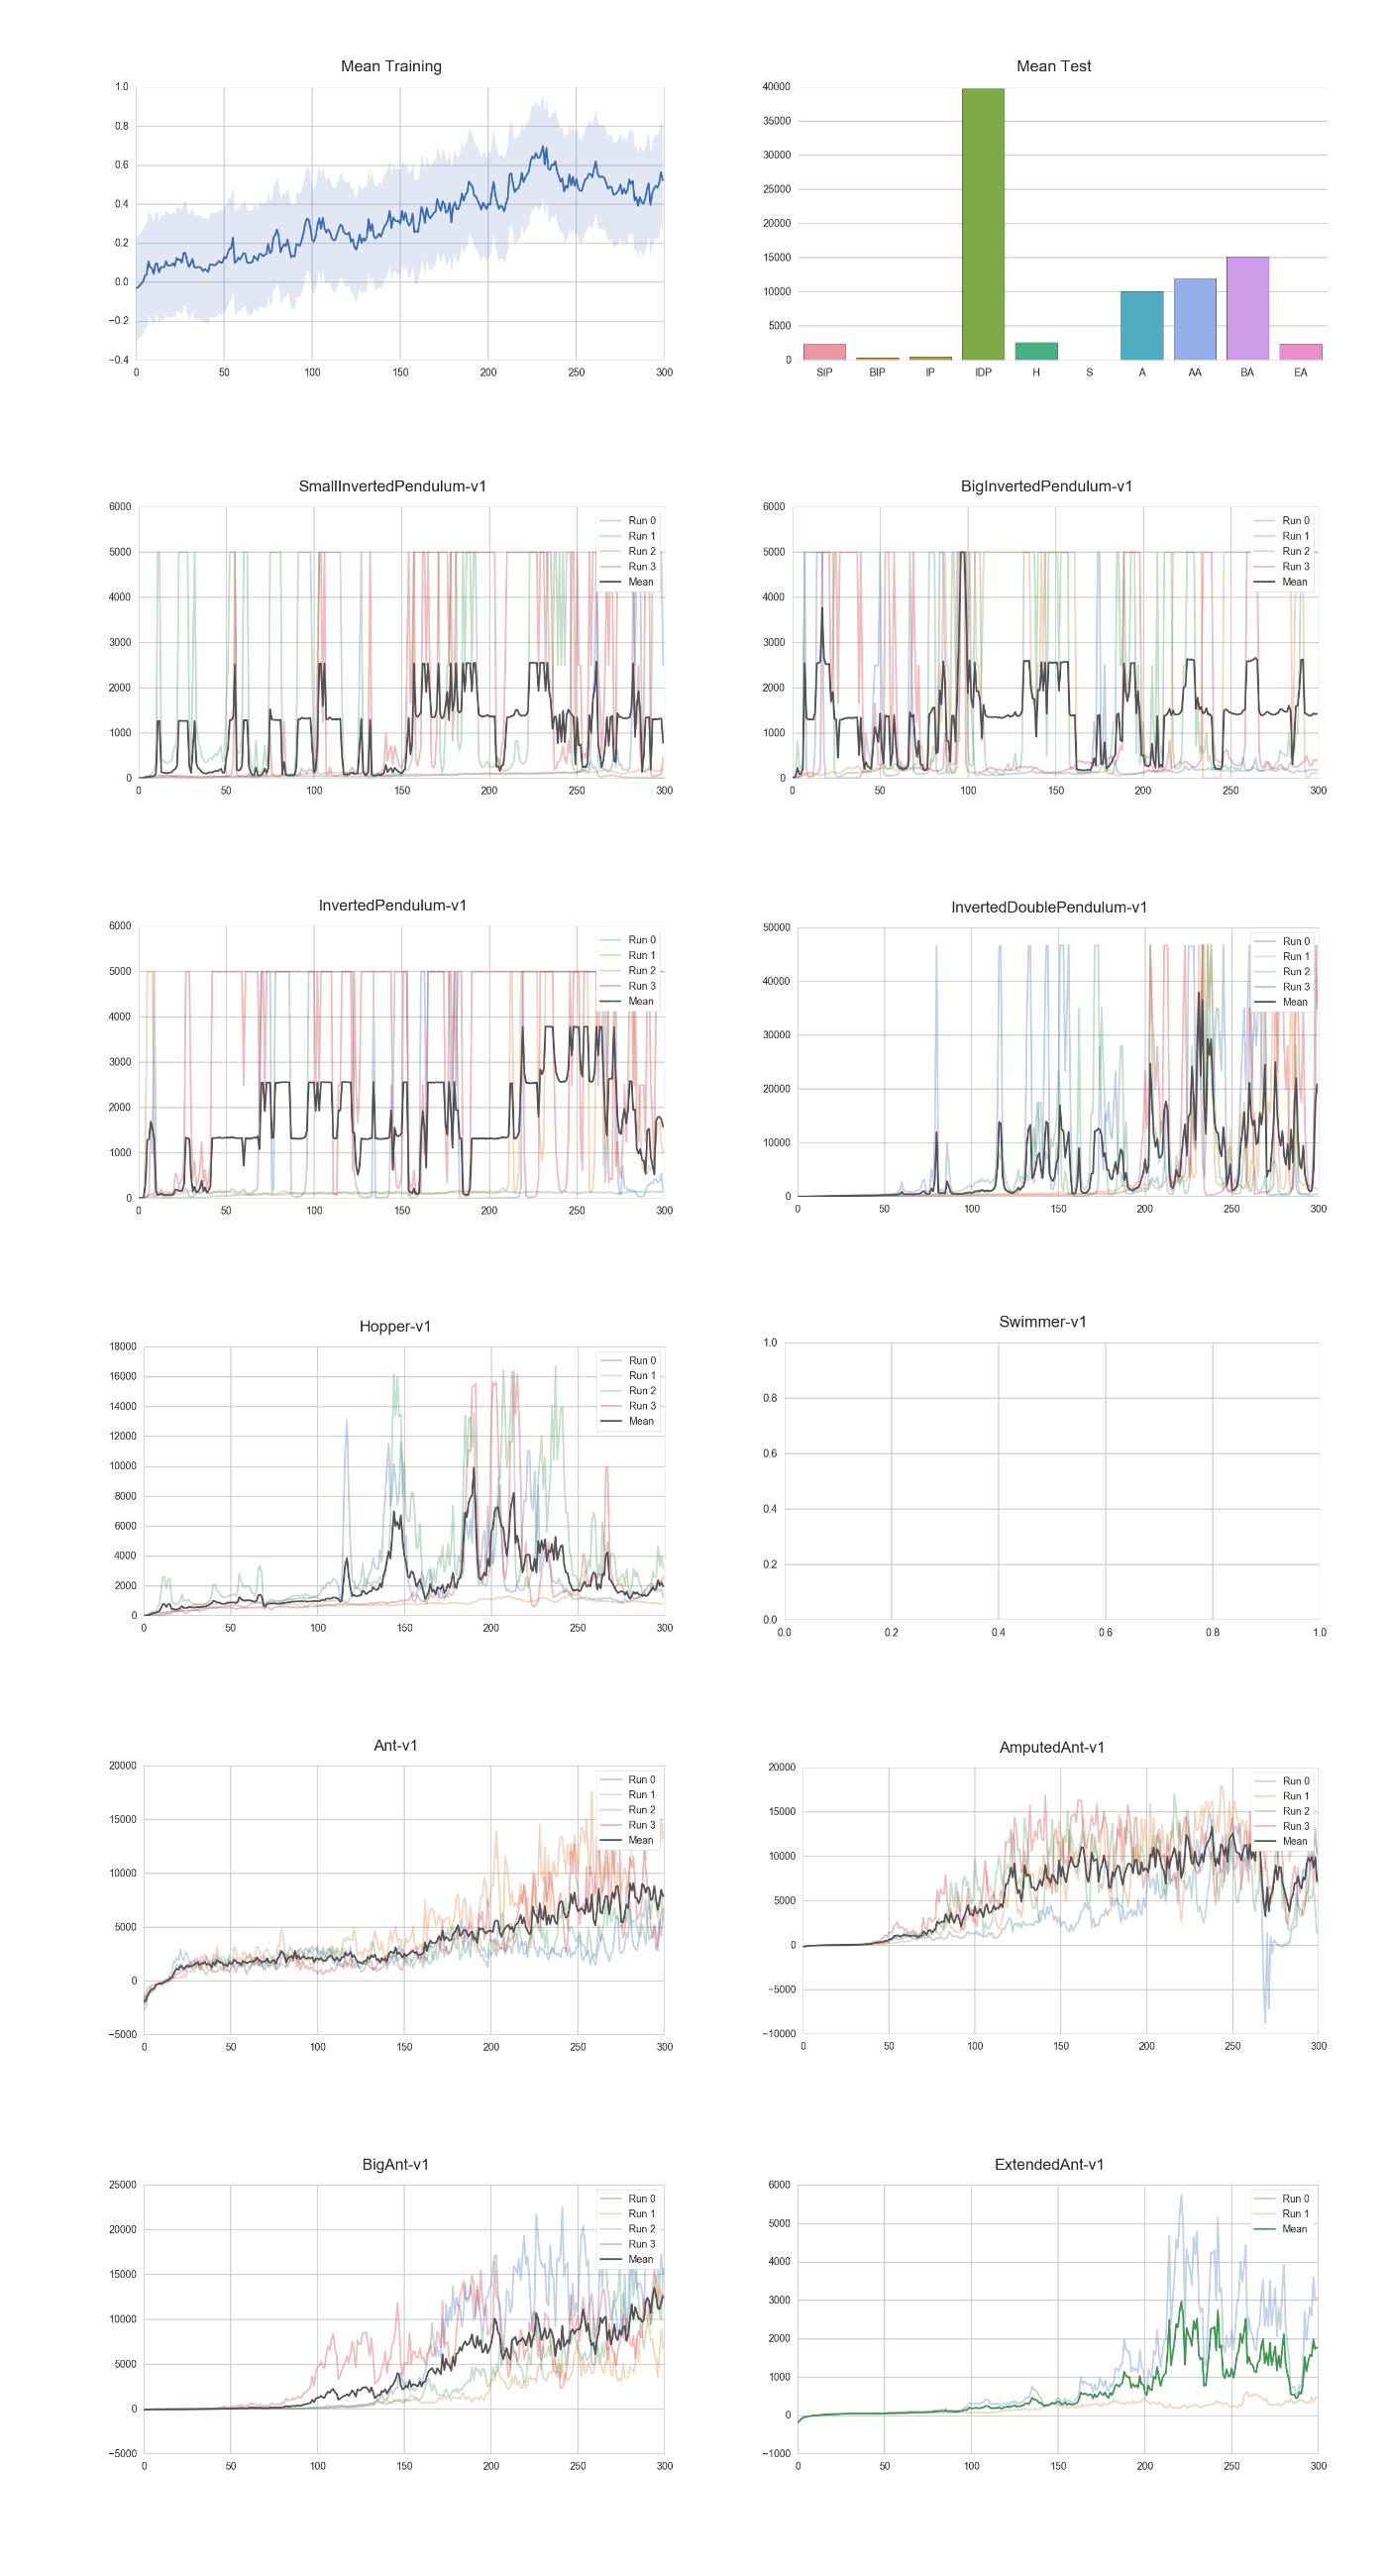 Mean Training
1.0
0.8
0.6
0.4
0.2
0.0
−0.2
−0.4
0 50 100 150 200 250 300
Mean Test
40000
35000
30000
25000
20000
15000
10000
5000
0
SIP BIP IP IDP H S A AA BA EA
SmallInvertedPendulum-v1
6000
5000
4000
3000
2000
1000
0
0 50 100 150 200 250 300
Run 0
Run 1
Run 2
Run 3
Mean
BigInvertedPendulum-v1
6000
5000
4000
3000
2000
1000
0
0 50 100 150 200 250 300
Run 0
Run 1
Run 2
Run 3
Mean
InvertedPendulum-v1
6000
5000
4000
3000
2000
1000
0
0 50 100 150 200 250 300
Run 0
Run 1
Run 2
Run 3
Mean
InvertedDoublePendulum-v1
50000
40000
30000
20000
10000
0
0 50 100 150 200 250 300
Run 0
Run 1
Run 2
Run 3
Mean
Hopper-v1
18000
16000
14000
12000
10000
8000
6000
4000
2000
0
0 50 100 150 200 250 300
Run 0
Run 1
Run 2
Run 3
Mean
Swimmer-v1
1.0
0.8
0.6
0.4
0.2
0.0
0.0 0.2 0.4 0.6 0.8 1.0
Ant-v1
20000
15000
10000
5000
0
−5000
0 50 100 150 200 250 300
Run 0
Run 1
Run 2
Run 3
Mean
AmputedAnt-v1
20000
15000
10000
5000
0
−5000
−10000
0 50 100 150 200 250 300
Run 0
Run 1
Run 2
Run 3
Mean
BigAnt-v1
25000
20000
15000
10000
5000
0
−5000
0 50 100 150 200 250 300
Run 0
Run 1
Run 2
Run 3
Mean
ExtendedAnt-v1
6000
5000
4000
3000
2000
1000
0
−1000
0 50 100 150 200 250 300
Run 0
Run 1
Mean